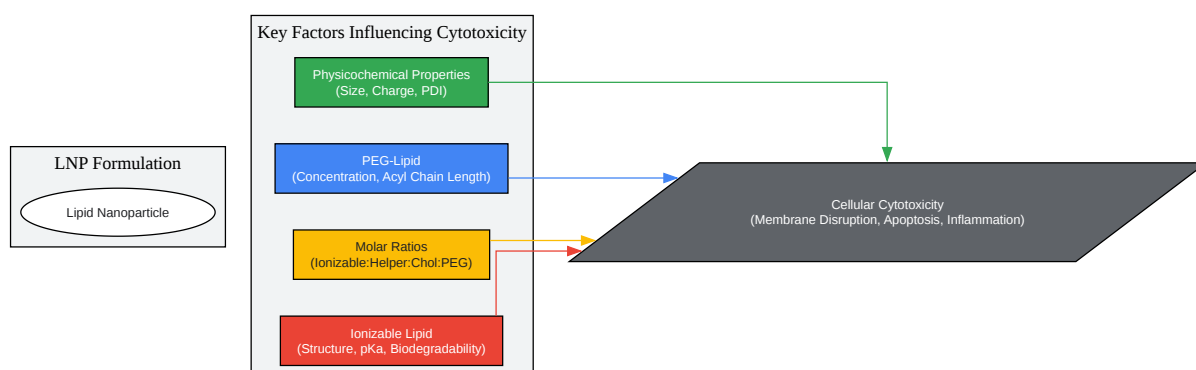 LNP Formulation
Lipid Nanoparticle
Key Factors Influencing Cytotoxicity
Physicochemical Properties
(Size, Charge, PDI)
PEG-Lipid
(Concentration, Acyl Chain Length)
Molar Ratios
(Ionizable:Helper:Chol:PEG)
Ionizable Lipid
(Structure, pKa, Biodegradability)
Cellular Cytotoxicity
(Membrane Disruption, Apoptosis, Inflammation)